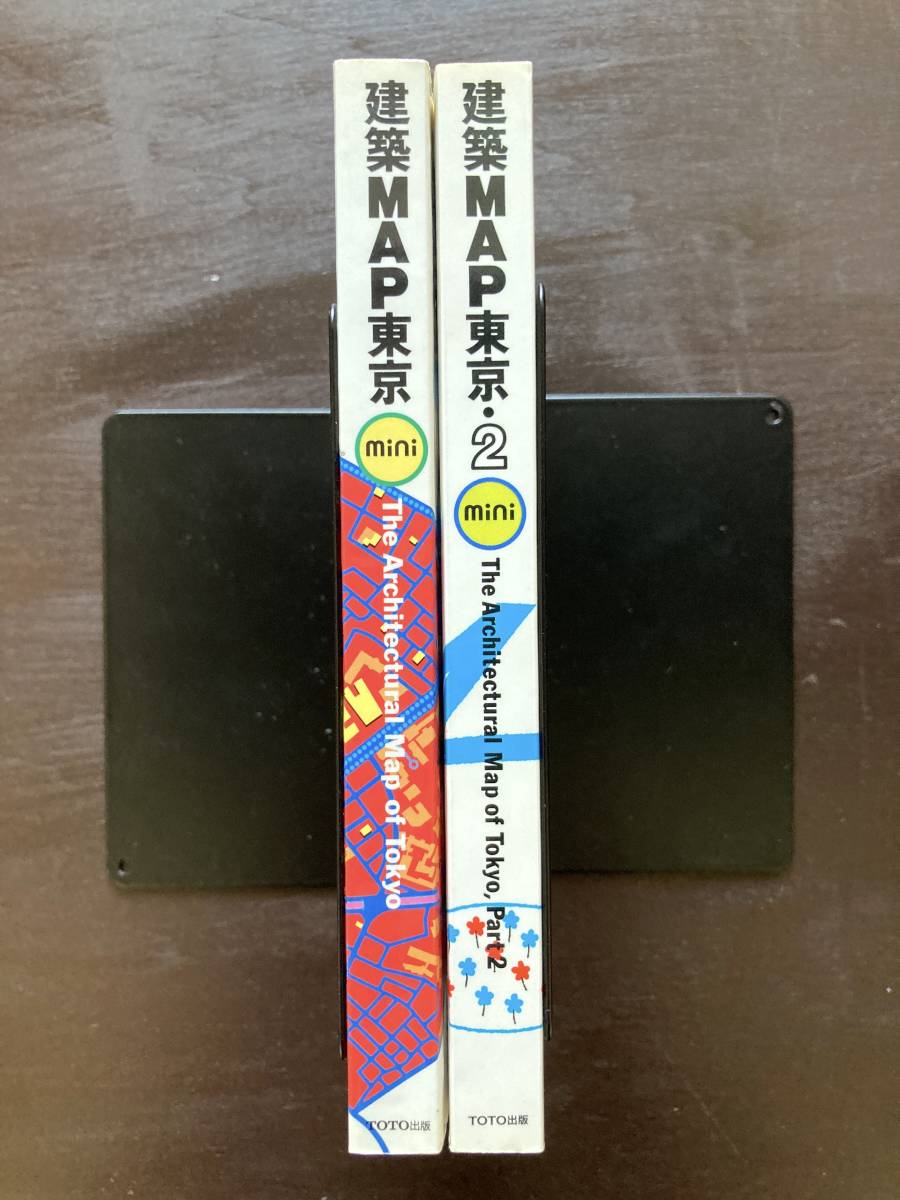 建築MAP東京
mini
The Architectural Map of Tokyo
TOTO出版
建築MAP東京・2
mini
The Architectural Map of Tokyo, Part 2
TOTO出版